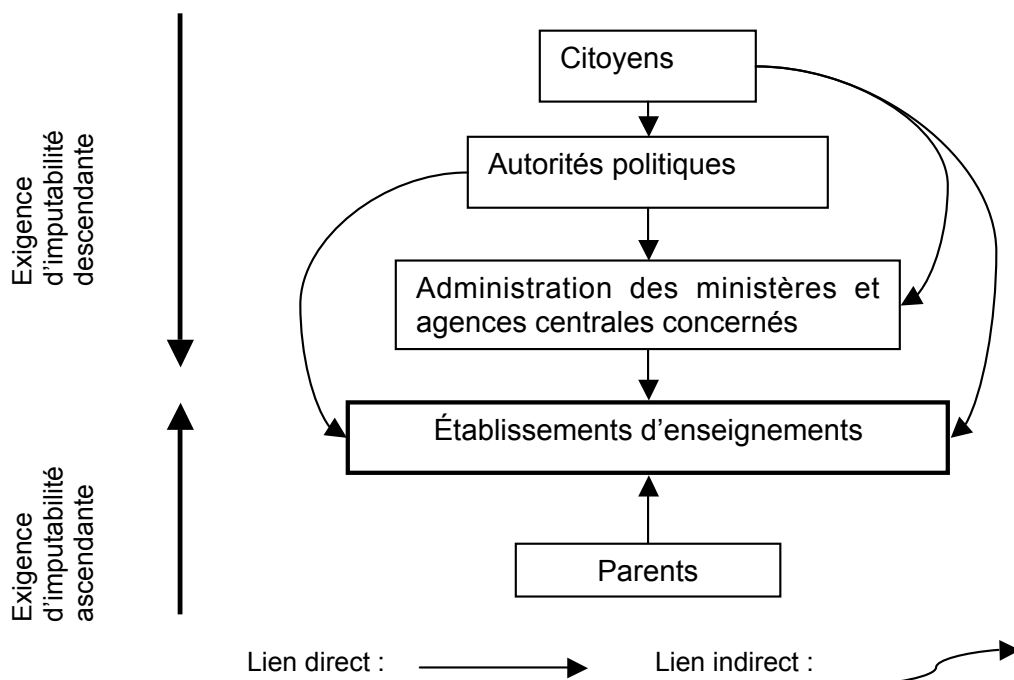 Citoyens
Autorités politiques
Administration des ministères et
agences centrales concernés
Établissements d’enseignements
Parents
Exigence
d’imputabilité
descendante
Exigence
d’imputabilité
ascendante
Lien direct :
Lien indirect :